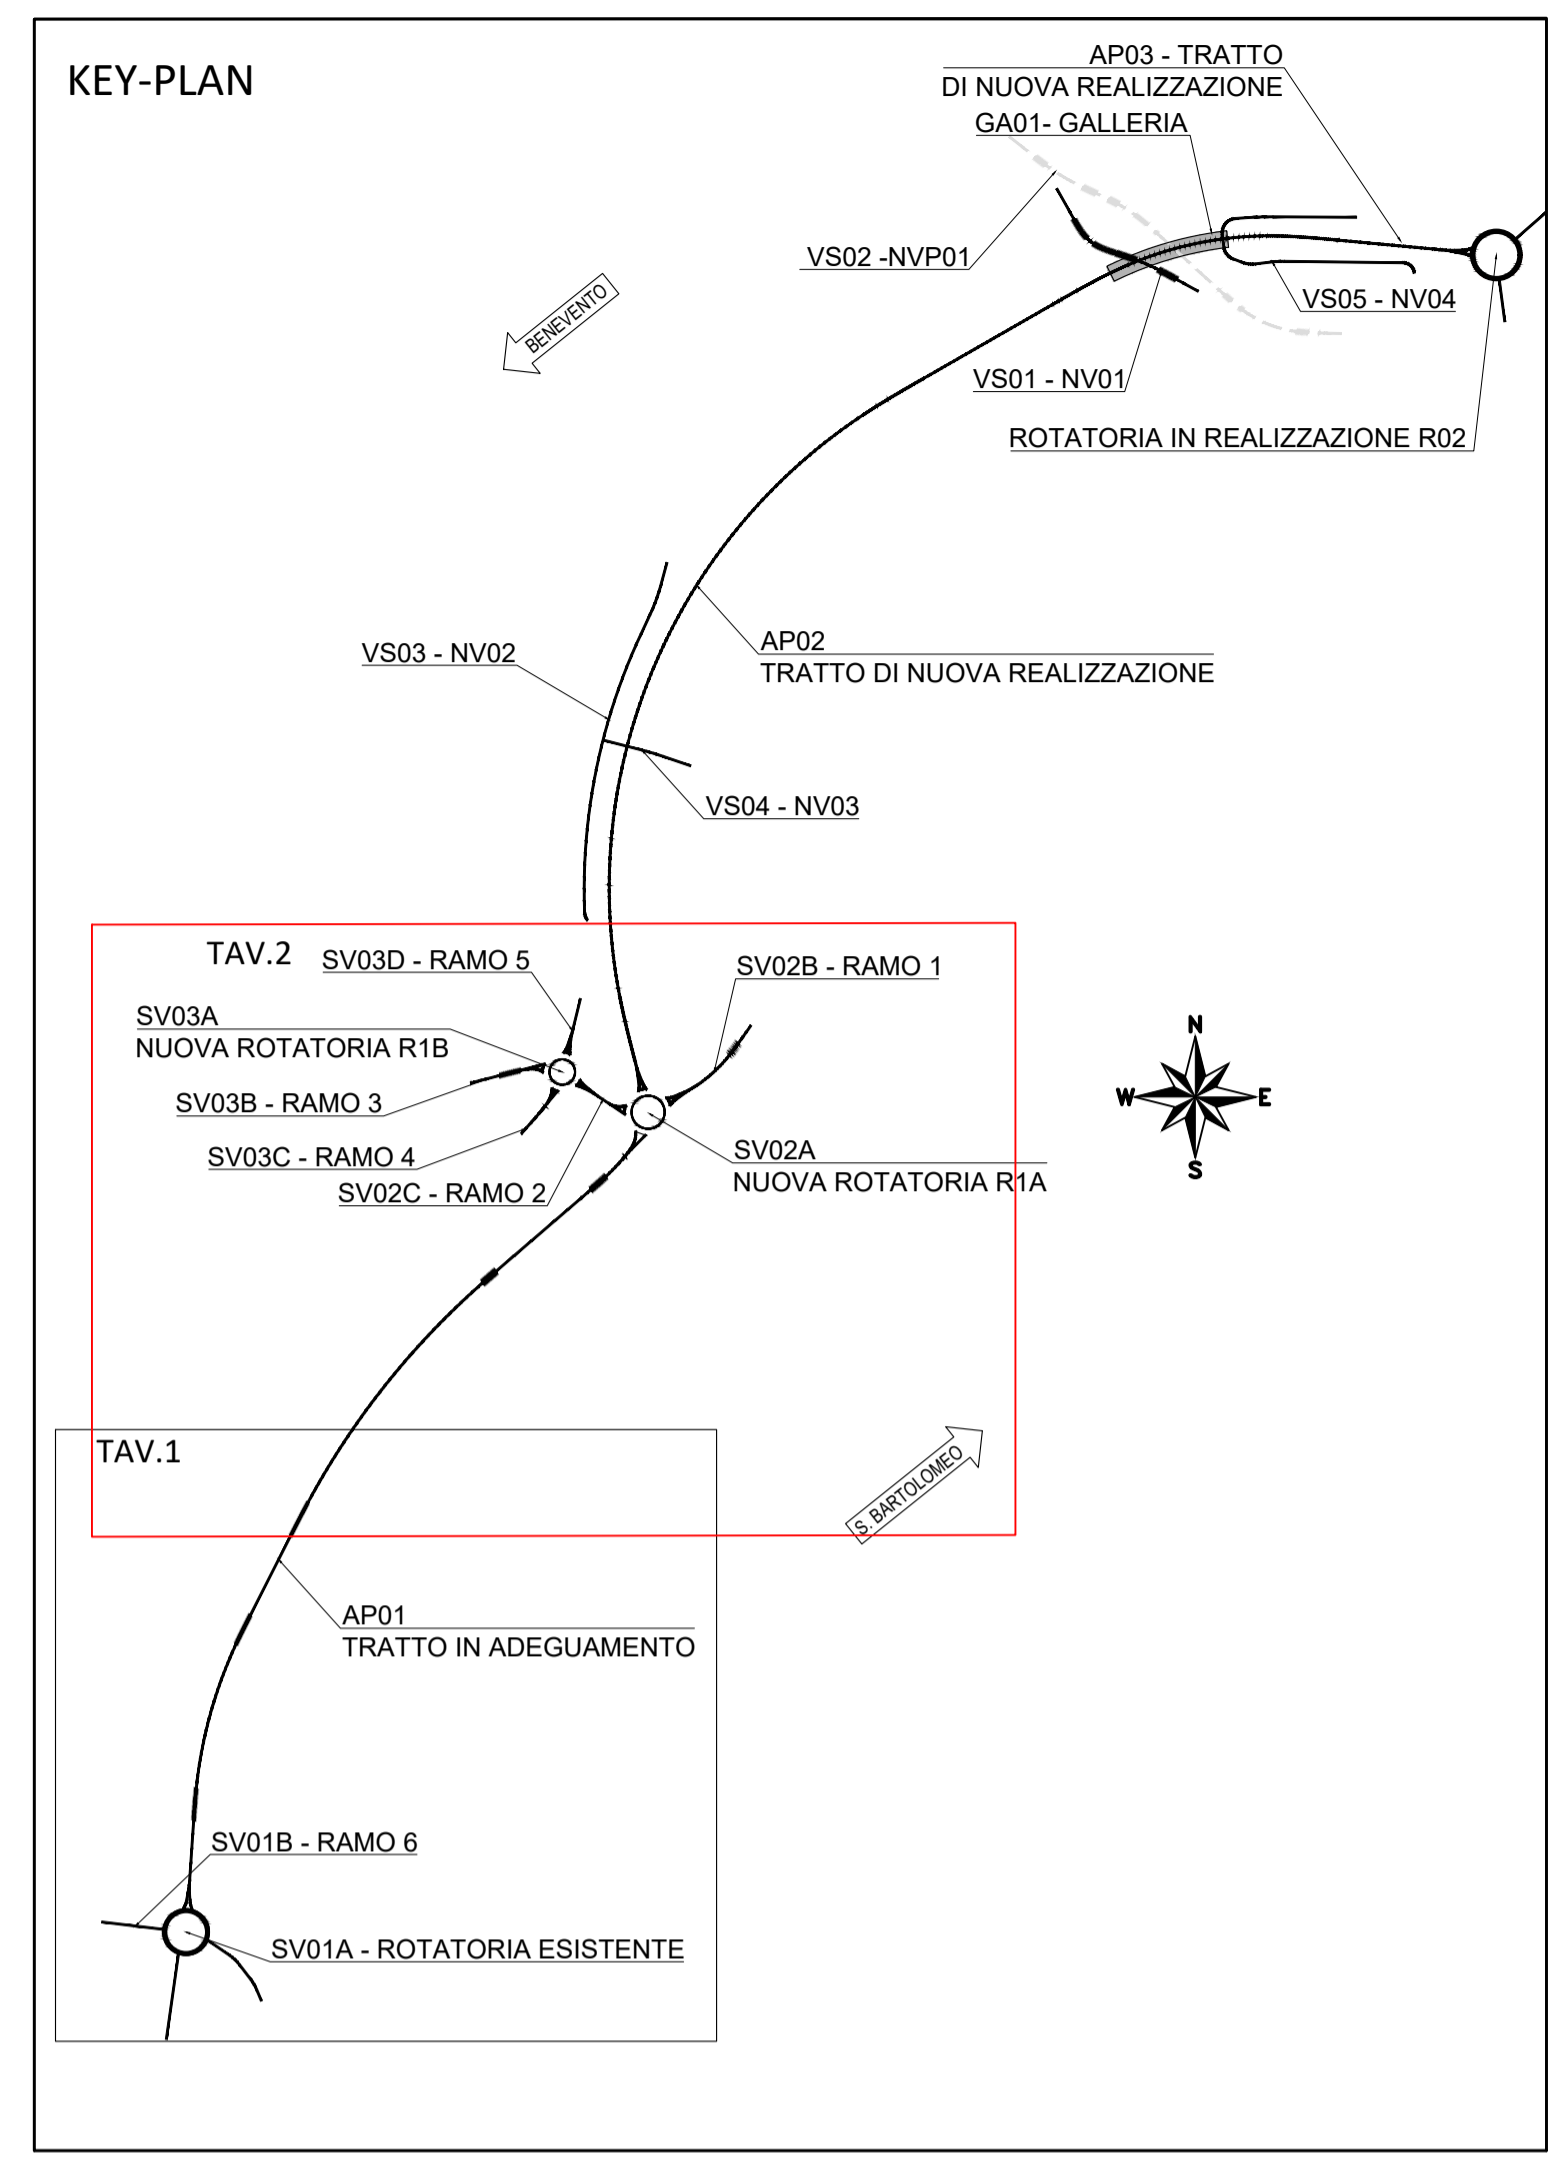 KEY-PLAN
AP03 - TRATTO
DI NUOVA REALIZZAZIONE
GA01- GALLERIA
VS02 -NVP01
BENEVENTO
VS05 - NV04
VS01 - NV01
ROTATORIA IN REALIZZAZIONE R02
AP02
TRATTO DI NUOVA REALIZZAZIONE
VS03 - NV02
VS04 - NV03
TAV.2
SV03D - RAMO 5
SV02B - RAMO 1
SV03A
NUOVA ROTATORIA R1B
SV03B - RAMO 3
SV03C - RAMO 4
SV02C - RAMO 2
SV02A
NUOVA ROTATORIA R1A
N
W
E
S
TAV.1
S. BARTOLOMEO
AP01
TRATTO IN ADEGUAMENTO
SV01B - RAMO 6
SV01A - ROTATORIA ESISTENTE